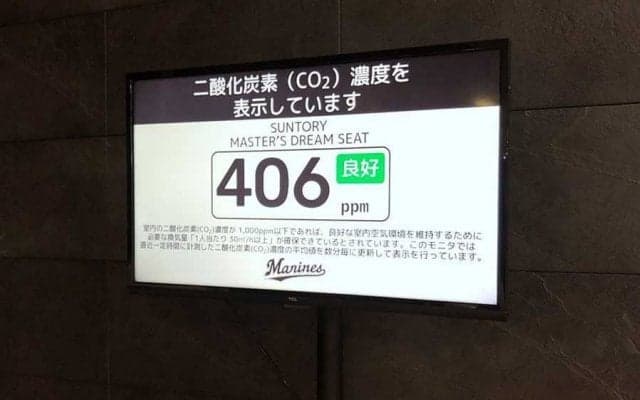 二酸化炭素（CO₂）濃度を
表示しています
SUNTORY
MASTER'S DREAM SEAT
406 良好
ppm
室内の二酸化炭素(CO₂)濃度が 1,000ppm以下であれば、良好な室内空気環境を維持するために
必要な換気量「1人当たり 30㎥/h以上」が確保できているとされています。このモニタでは
直近一定時間に計測した二酸化炭素(CO₂)濃度の平均値を数分毎に更新して表示を行っています。
Marines
TCL